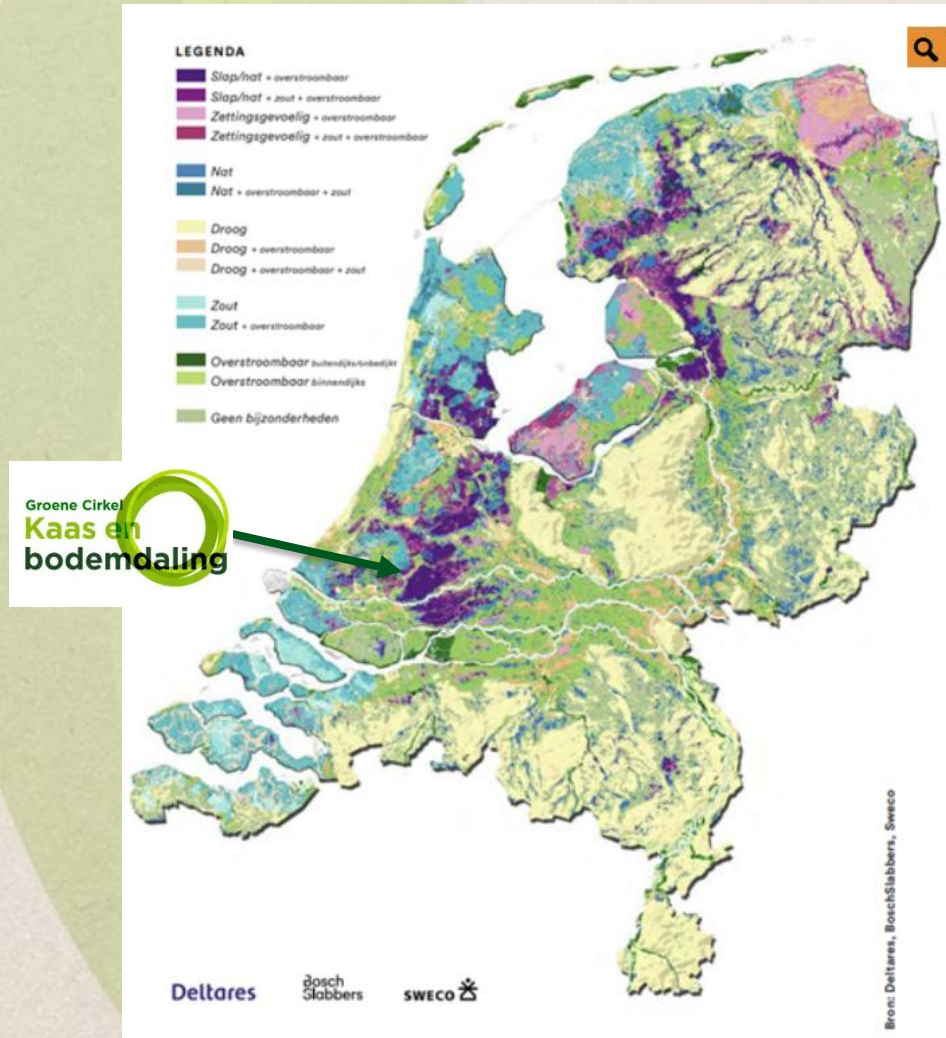 LEGENDA
Slap/nat + overstroombaar
Slap/nat + zout + overstroombaar
Zettingsgevoelig + overstroombaar
Zettingsgevoelig + zout + overstroombaar
Nat
Nat + overstroombaar + zout
Droog
Droog + overstroombaar
Droog + overstroombaar + zout
Zout
Zout + overstroombaar
Overstroombaar buitendijks/onbedijkt
Overstroombaar binnendijks
Geen bijzonderheden
Groene Cirkel
Kaas en
bodemdaling
Deltares
Bosch
Slabbers
SWECO
Bron: Deltares, BoschSlabbers, Sweco